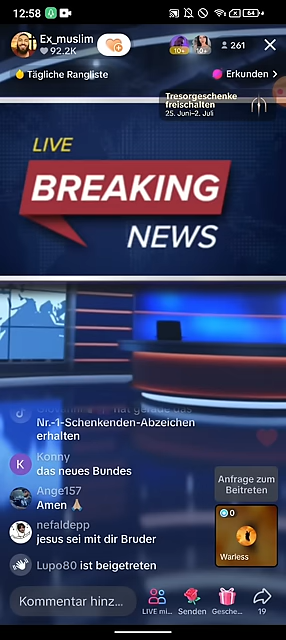 12:58
64
Ex_muslim
92.2K
10+
10+
261
Tägliche Rangliste
Erkunden >
Tresorgeschenke
freischalten
25. Juni–2. Juli
LIVE
BREAKING
NEWS
hat gerade das
Nr.-1-Schenkenden-Abzeichen
erhalten
K
Konny
das neues Bundes
Ange157
Amen 🙏🏼
nefaldepp
jesus sei mit dir Bruder
Lupo80 ist beigetreten
Anfrage zum
Beitreten
0
Warless
Kommentar hinz...
LIVE mi...
Senden
Gesche...
19